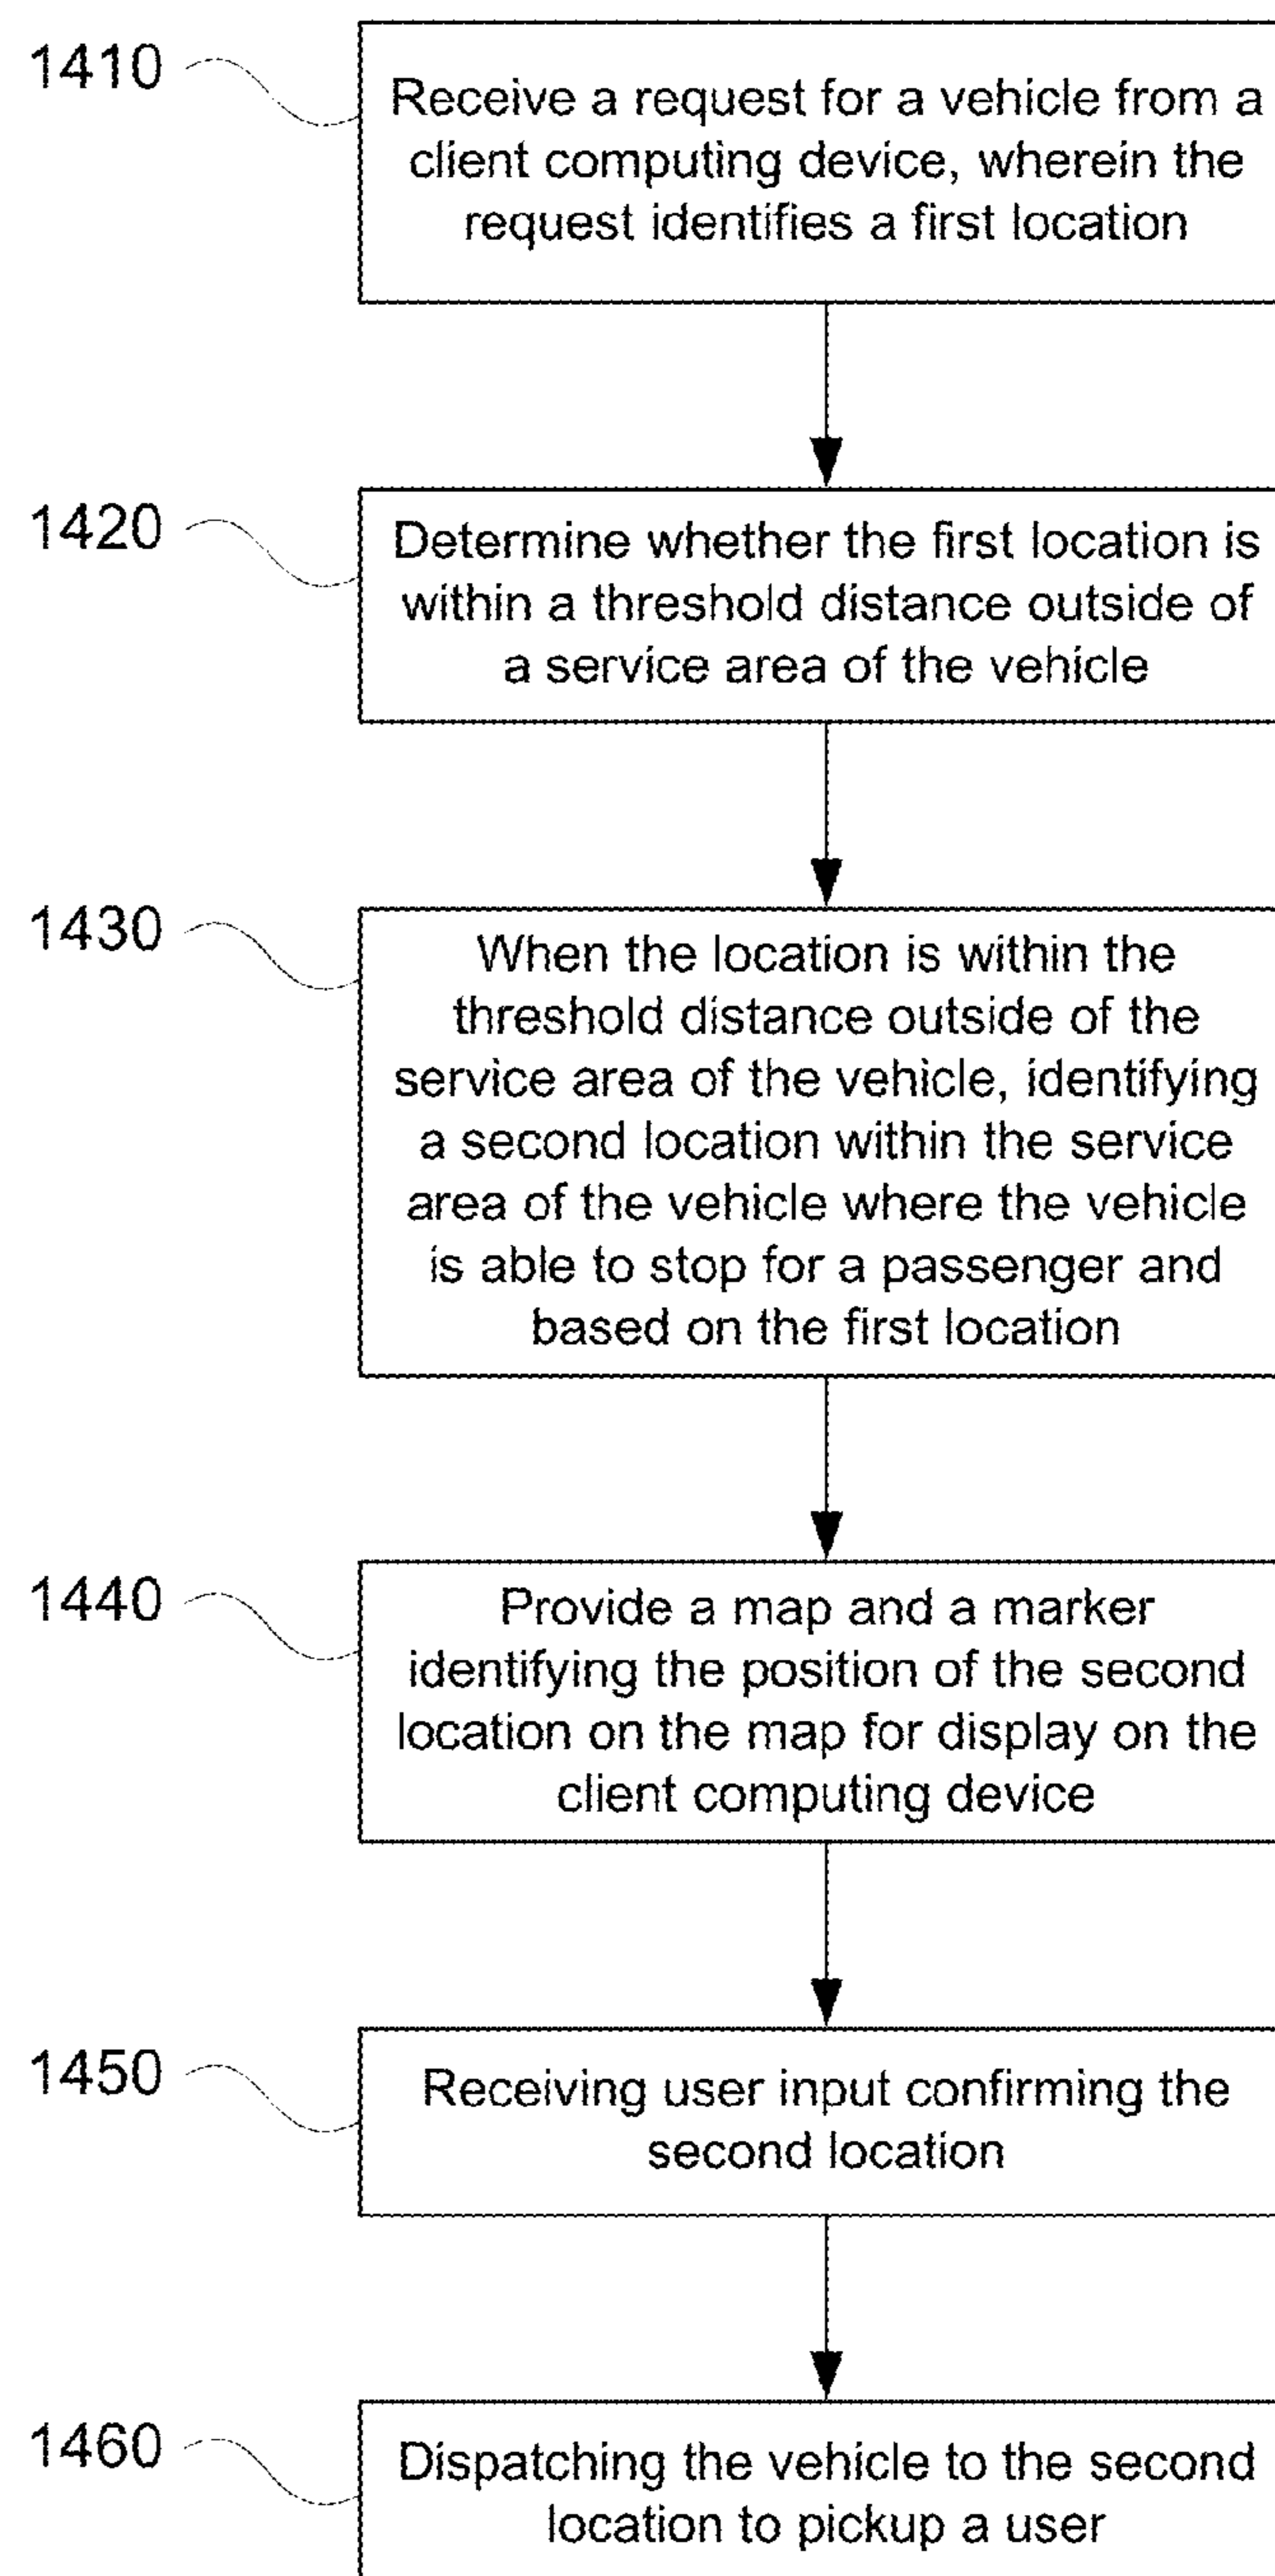 1410
Receive a request for a vehicle from a
client computing device, wherein the
request identifies a first location
1420
Determine whether the first location is
within a threshold distance outside of
a service area of the vehicle
1430
When the location is within the
threshold distance outside of the
service area of the vehicle, identifying
a second location within the service
area of the vehicle where the vehicle
is able to stop for a passenger and
based on the first location
1440
Provide a map and a marker
identifying the position of the second
location on the map for display on the
client computing device
1450
Receiving user input confirming the
second location
1460
Dispatching the vehicle to the second
location to pickup a user